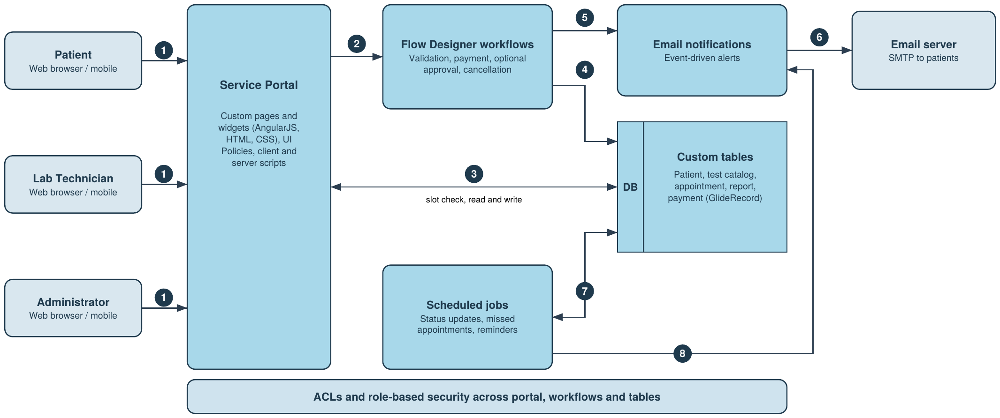 Patient
Web browser / mobile
1
Lab Technician
Web browser / mobile
1
Administrator
Web browser / mobile
1
Service Portal
Custom pages and
widgets (AngularJS,
HTML, CSS), UI
Policies, client and
server scripts
2
Flow Designer workflows
Validation, payment, optional
approval, cancellation
5
4
Email notifications
Event-driven alerts
6
Email server
SMTP to patients
3
slot check, read and write
DB
Custom tables
Patient, test catalog,
appointment, report,
payment (GlideRecord)
7
Scheduled jobs
Status updates, missed
appointments, reminders
8
ACLs and role-based security across portal, workflows and tables